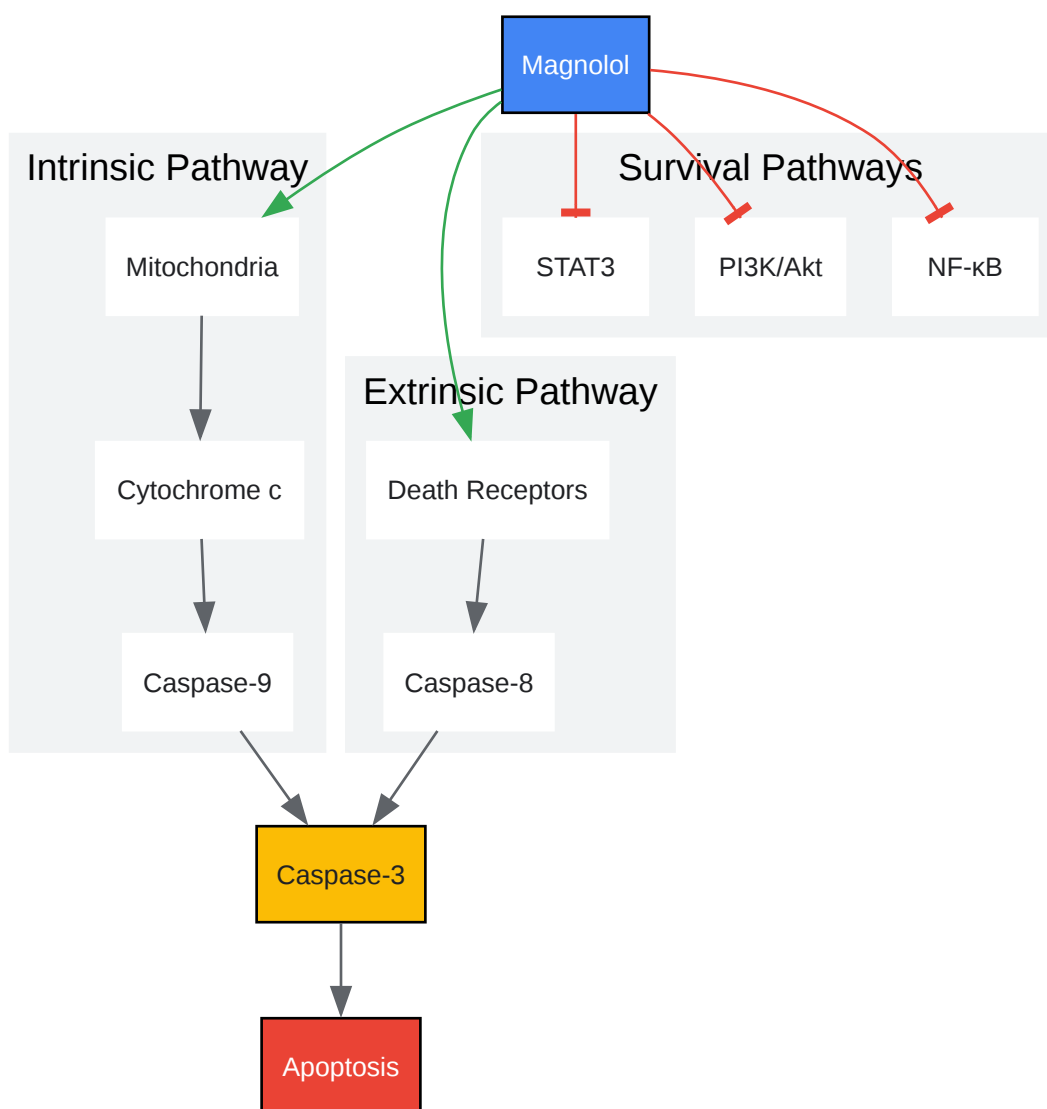 Magnolol
Intrinsic Pathway
Survival Pathways
Mitochondria
STAT3
PI3K/Akt
NF-κB
Extrinsic Pathway
Cytochrome c
Death Receptors
Caspase-9
Caspase-8
Caspase-3
Apoptosis